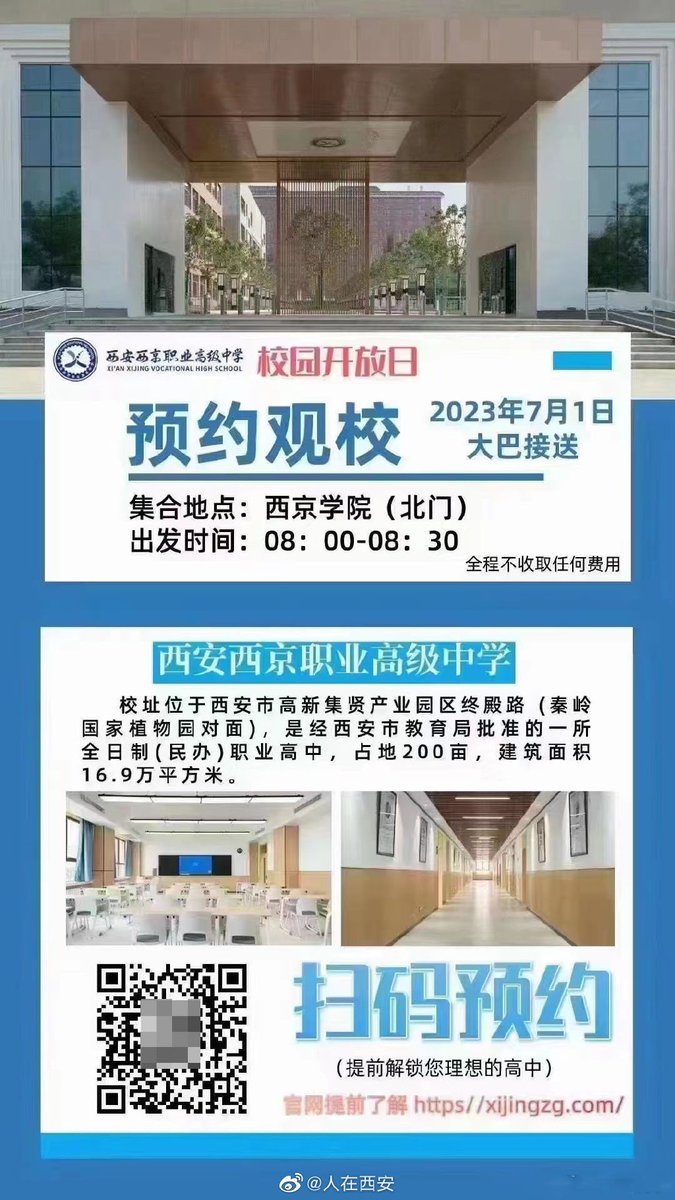 西安西京职业高级中学
XI'AN XIJING VOCATIONAL HIGH SCHOOL
校园开放日
预约观校
2023年7月1日
大巴接送
集合地点：西京学院（北门）
出发时间：08：00-08：30
全程不收取任何费用
西安西京职业高级中学
校址位于西安市高新集贤产业园区终殿路（秦岭
国家植物园对面），是经西安市教育局批准的一所
全日制(民办)职业高中，占地200亩，建筑面积
16.9万平方米。
扫码预约
（提前解锁您理想的高中）
官网提前了解 https//xijingzg.com/
@人在西安